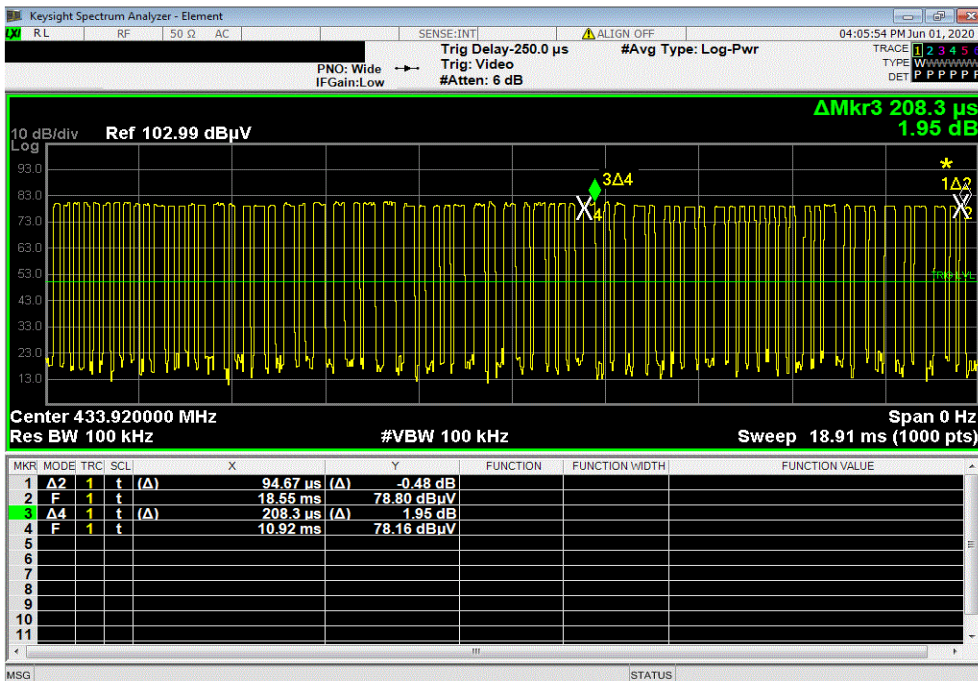 Keysight Spectrum Analyzer - Element
LXI RL RF 50 Ω AC SENSE:INT ALIGN OFF 04:05:54 PM Jun 01, 2020
Trig Delay-250.0 µs #Avg Type: Log-Pwr TRACE 1 2 3 4 5 6
PNO: Wide Trig: Video TYPE WWWWWW
IFGain:Low #Atten: 6 dB DET P P P P P P
ΔMkr3 208.3 µs
1.95 dB
10 dB/div Ref 102.99 dBµV
Log
93.0
83.0
73.0
63.0
53.0
43.0
33.0
23.0
13.0
3Δ4
4
1Δ2
2
TRIG LVL
Center 433.920000 MHz Span 0 Hz
Res BW 100 kHz #VBW 100 kHz Sweep 18.91 ms (1000 pts)
MKR MODE TRC SCL X Y FUNCTION FUNCTION WIDTH FUNCTION VALUE
1 Δ2 1 t (Δ) 94.67 µs (Δ) -0.48 dB
2 F 1 t 18.55 ms 78.80 dBµV
3 Δ4 1 t (Δ) 208.3 µs (Δ) 1.95 dB
4 F 1 t 10.92 ms 78.16 dBµV
5
6
7
8
9
10
11
MSG STATUS